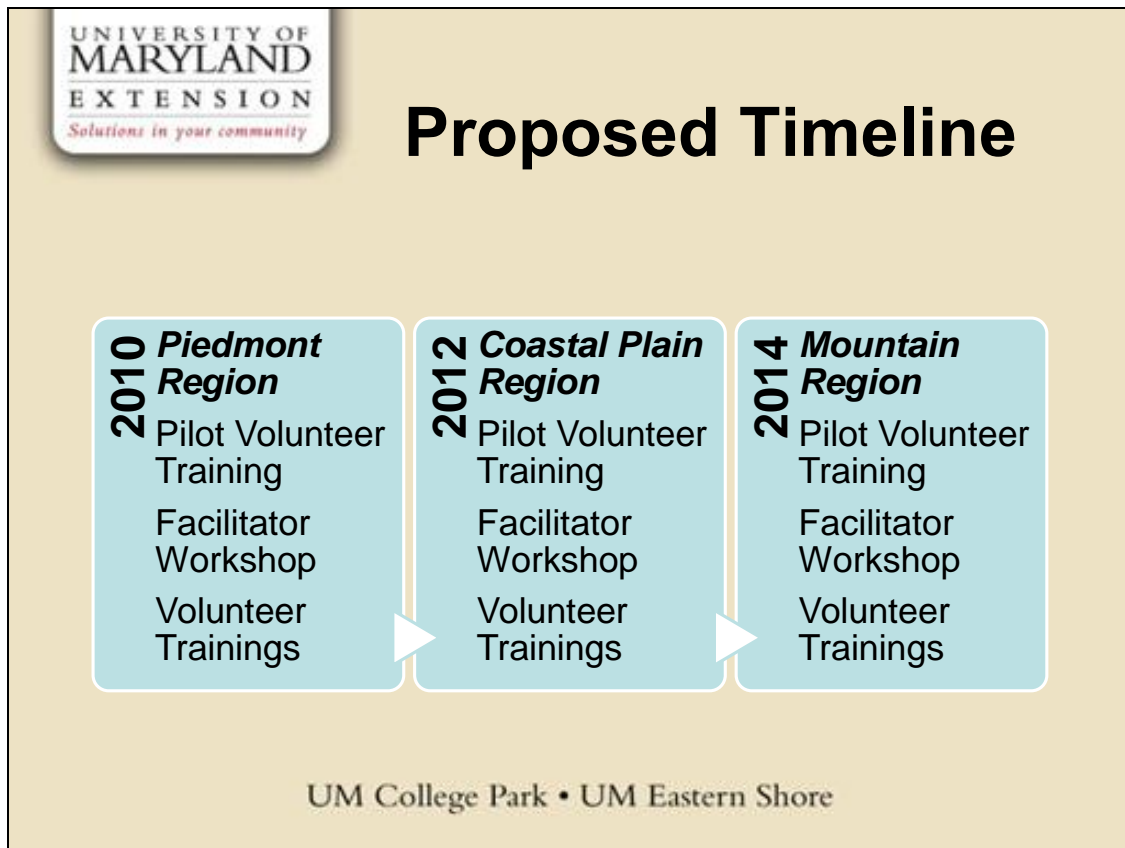 UNIVERSITY OF
MARYLAND
EXTENSION
Solutions in your community
Proposed Timeline
2010
Piedmont
Region
Pilot Volunteer
Training
Facilitator
Workshop
Volunteer
Trainings
2012
Coastal Plain
Region
Pilot Volunteer
Training
Facilitator
Workshop
Volunteer
Trainings
2014
Mountain
Region
Pilot Volunteer
Training
Facilitator
Workshop
Volunteer
Trainings
UM College Park • UM Eastern Shore